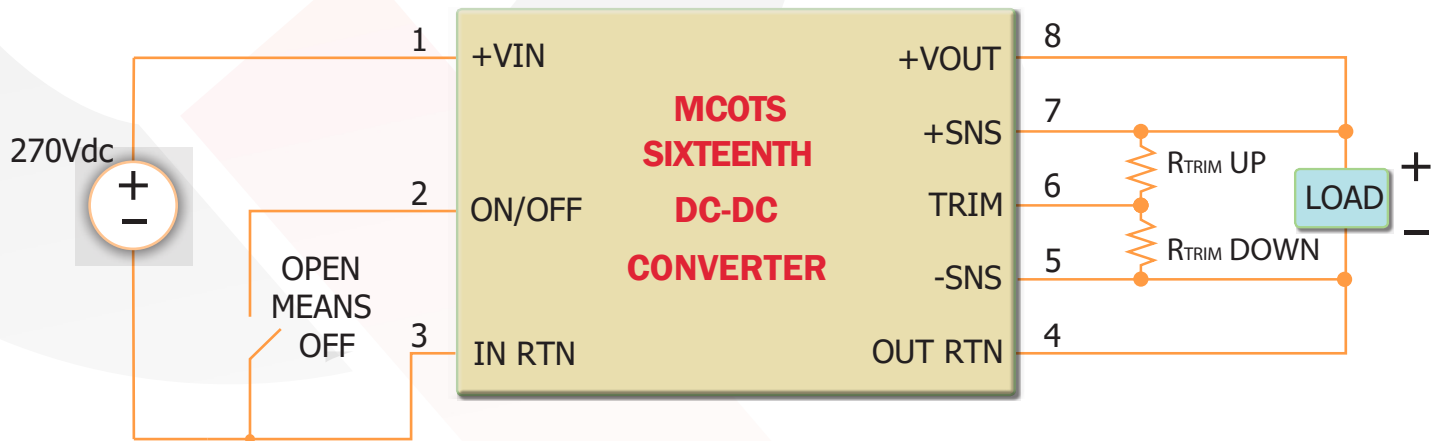 270Vdc
+
−
1
2
3
OPEN
MEANS
OFF
+VIN
ON/OFF
IN RTN
MCOTS
SIXTEENTH
DC-DC
CONVERTER
+VOUT
+SNS
TRIM
-SNS
OUT RTN
8
7
6
5
4
RTRIM UP
RTRIM DOWN
LOAD
+
−